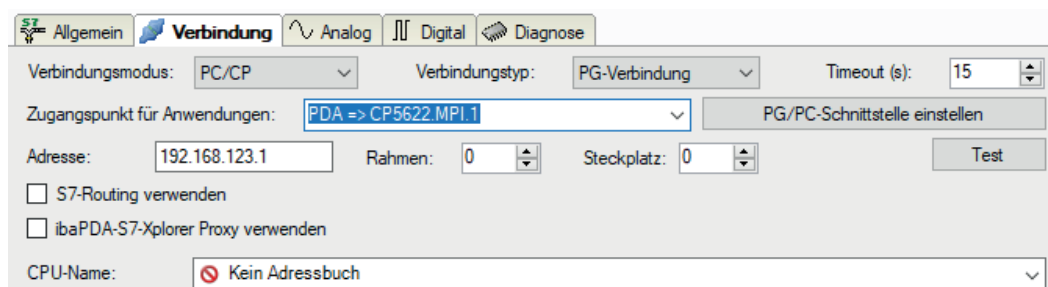 S7 Allgemein Verbindung Analog Digital Diagnose
Verbindungsmodus: PC/CP Verbindungstyp: PG-Verbindung Timeout (s): 15
Zugangspunkt für Anwendungen: PDA => CP5622.MPI.1 PG/PC-Schnittstelle einstellen
Adresse: 192.168.123.1 Rahmen: 0 Steckplatz: 0 Test
S7-Routing verwenden
ibaPDA-S7-Xplorer Proxy verwenden
CPU-Name: Kein Adressbuch